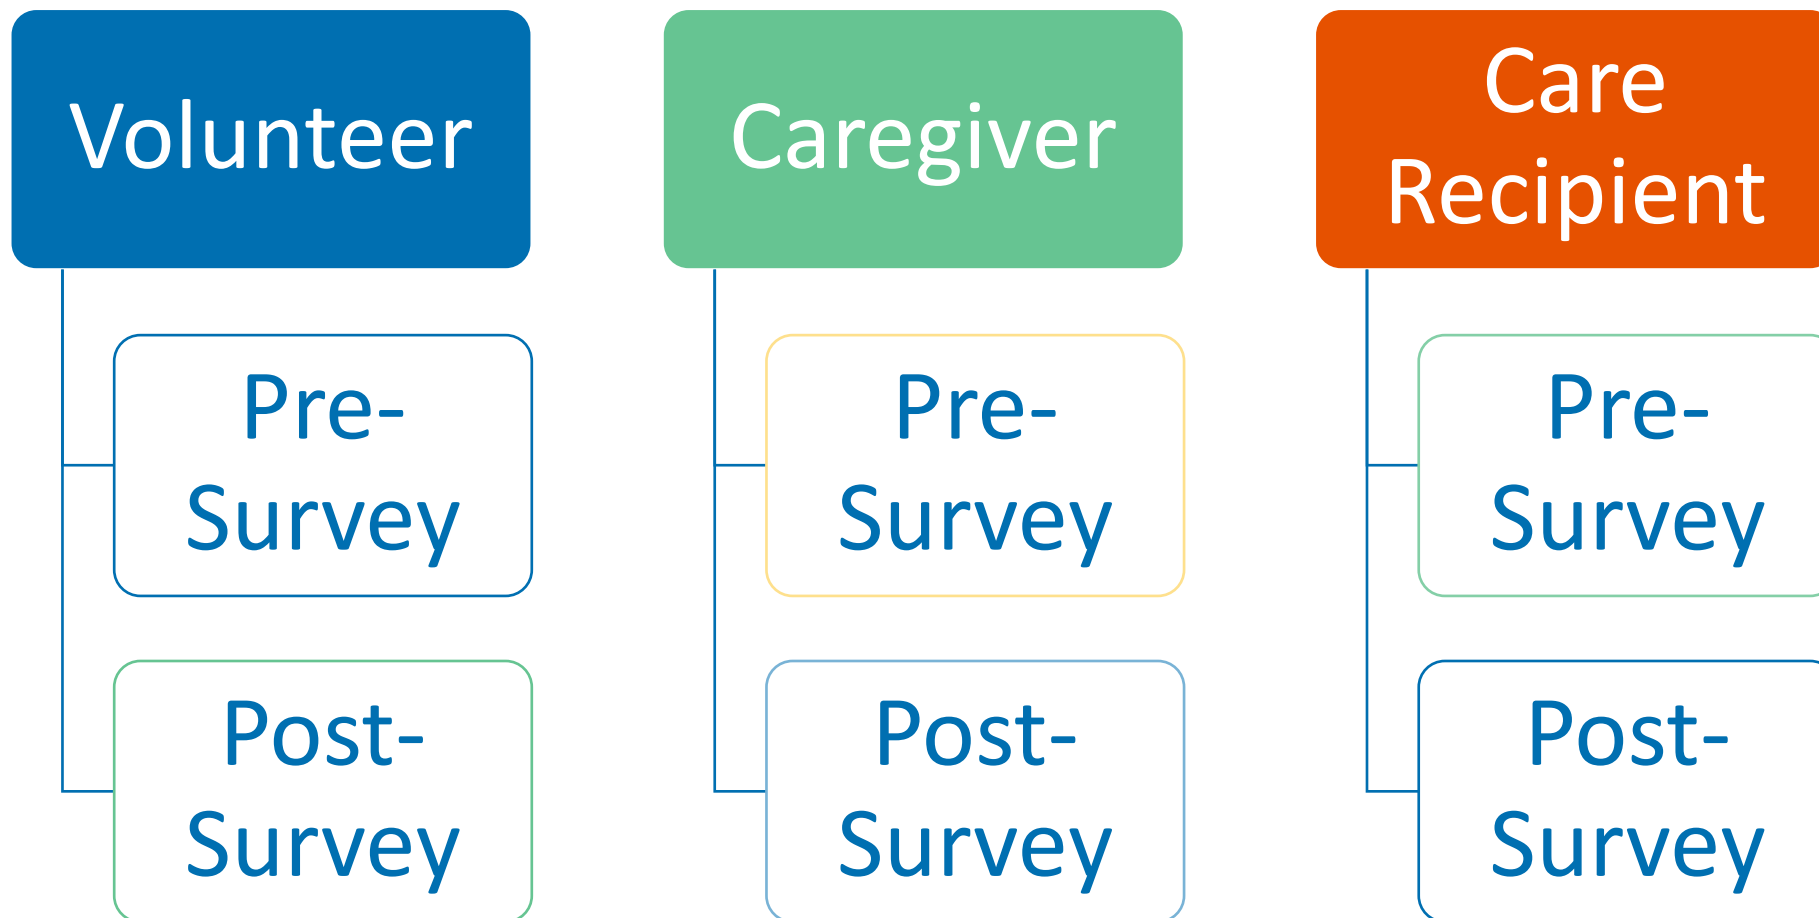 Volunteer
Pre-
Survey
Post-
Survey
Caregiver
Pre-
Survey
Post-
Survey
Care
Recipient
Pre-
Survey
Post-
Survey